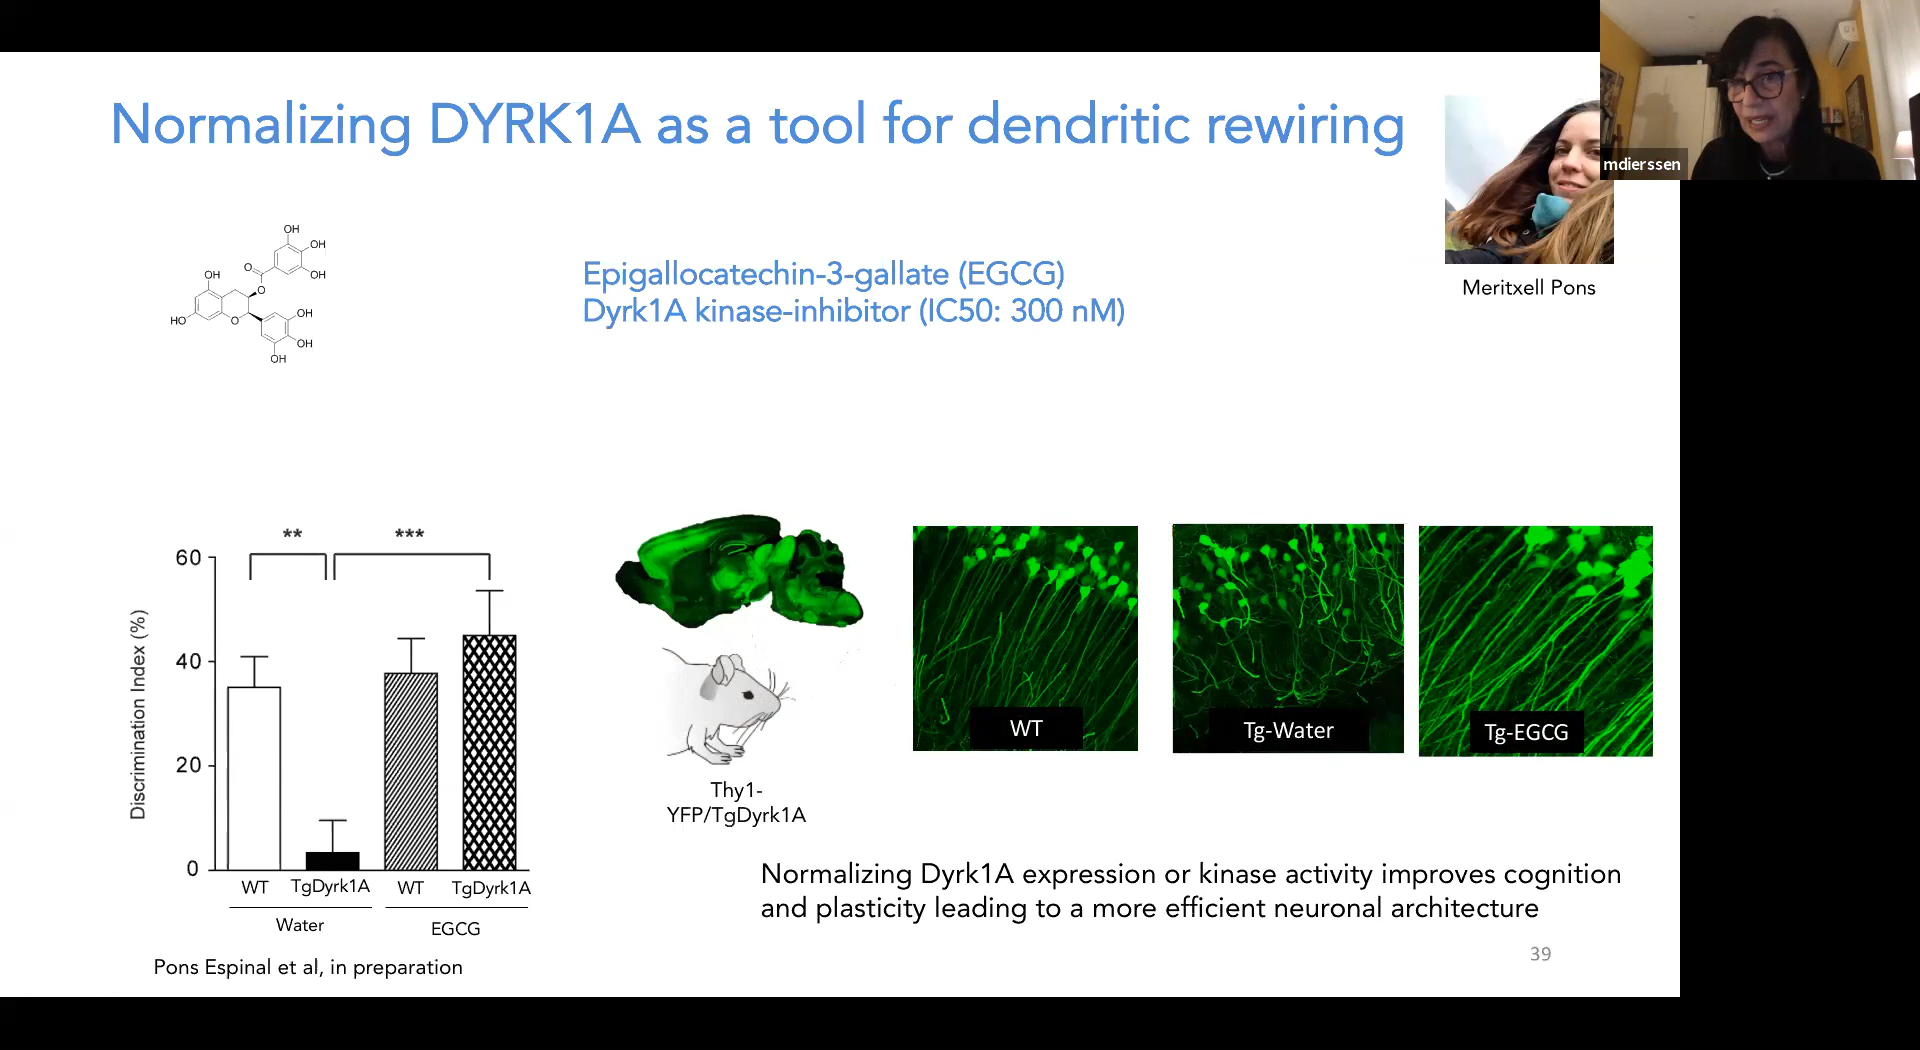 Normalizing DYRK1A as a tool for dendritic rewiring
mdierssen
Meritxell Pons
OH
OH
OH
O
O
OH
HO
O
OH
OH
OH
Epigallocatechin-3-gallate (EGCG)
Dyrk1A kinase-inhibitor (IC50: 300 nM)
** ***
60
40
20
0
Discrimination Index (%)
WT TgDyrk1A WT TgDyrk1A
Water EGCG
Pons Espinal et al, in preparation
Thy1-
YFP/TgDyrk1A
WT
Tg-Water
Tg-EGCG
Normalizing Dyrk1A expression or kinase activity improves cognition
and plasticity leading to a more efficient neuronal architecture
39